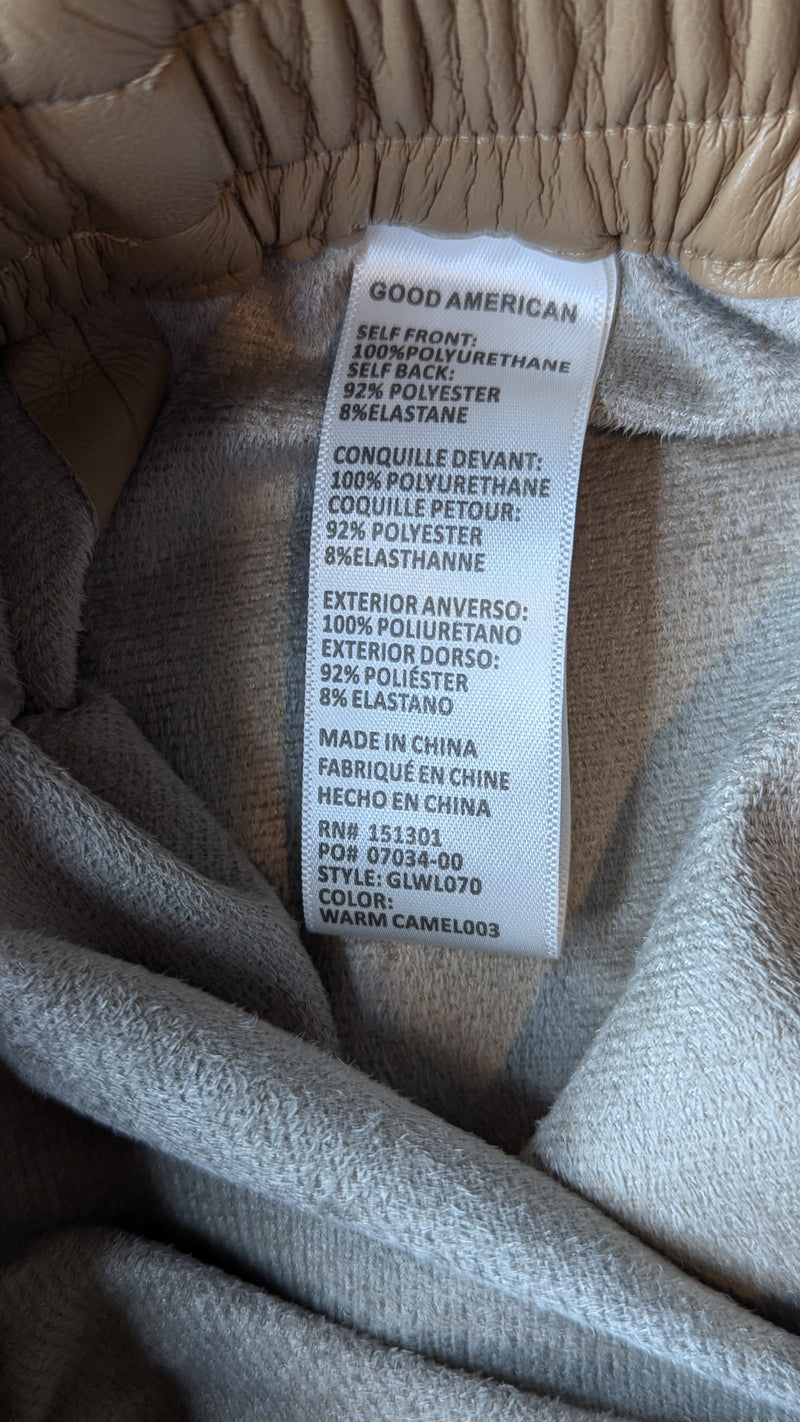 GOOD AMERICAN
SELF FRONT:
100%POLYURETHANE
SELF BACK:
92% POLYESTER
8%ELASTANE
CONQUILLE DEVANT:
100% POLYURETHANE
COQUILLE PETOUR:
92% POLYESTER
8%ELASTHANNE
EXTERIOR ANVERSO:
100% POLIURETANO
EXTERIOR DORSO:
92% POLIÉSTER
8% ELASTANO
MADE IN CHINA
FABRIQUÉ EN CHINE
HECHO EN CHINA
RN# 151301
PO# 07034-00
STYLE: GLWL070
COLOR:
WARM CAMEL003